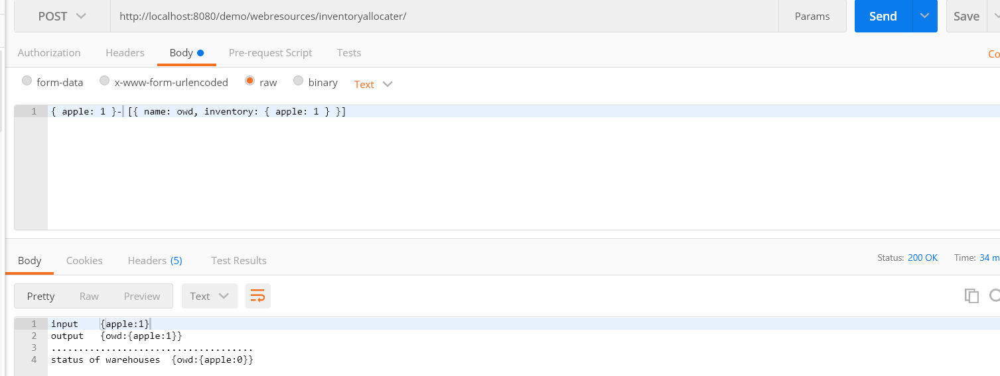 POST http://localhost:8080/demo/webresources/inventoryallocater/ Params Send Save
Authorization Headers Body Pre-request Script Tests Co
form-data x-www-form-urlencoded raw binary Text
1 { apple: 1 }- [{ name: owd, inventory: { apple: 1 } }]
Body Cookies Headers (5) Test Results Status: 200 OK Time: 34 m
Pretty Raw Preview Text
1 input {apple:1}
2 output {owd:{apple:1}}
3 .....................................
4 status of warehouses {owd:{apple:0}}